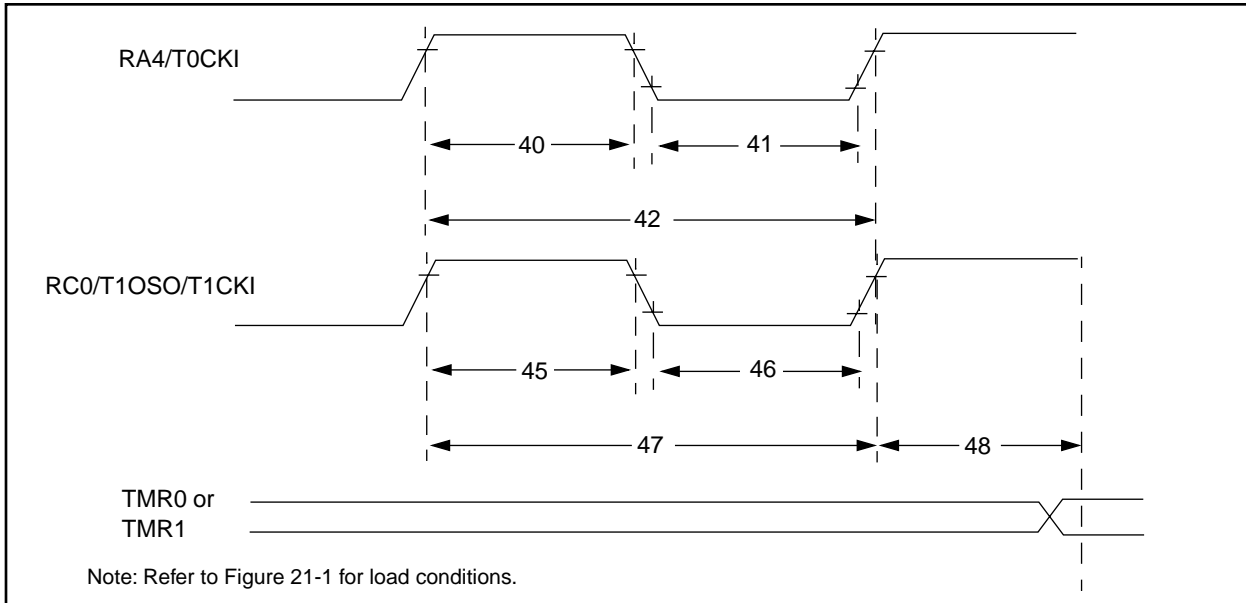 RA4/T0CKI
40
41
42
RC0/T1OSO/T1CKI
45
46
47
48
TMR0 or
TMR1
Note: Refer to Figure 21-1 for load conditions.